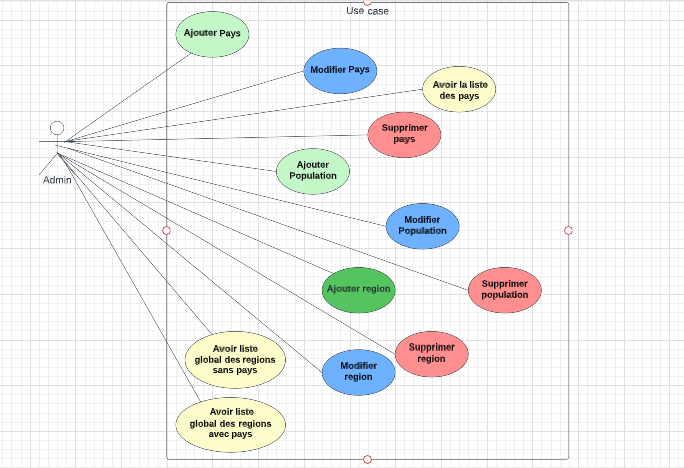 Use case
Ajouter Pays
Modifier Pays
Avoir la liste
des pays
Supprimer
pays
Ajouter
Population
Admin
Modifier
Population
Ajouter region
Supprimer
population
Avoir liste
global des regions
sans pays
Supprimer
region
Modifier
region
Avoir liste
global des regions
avec pays